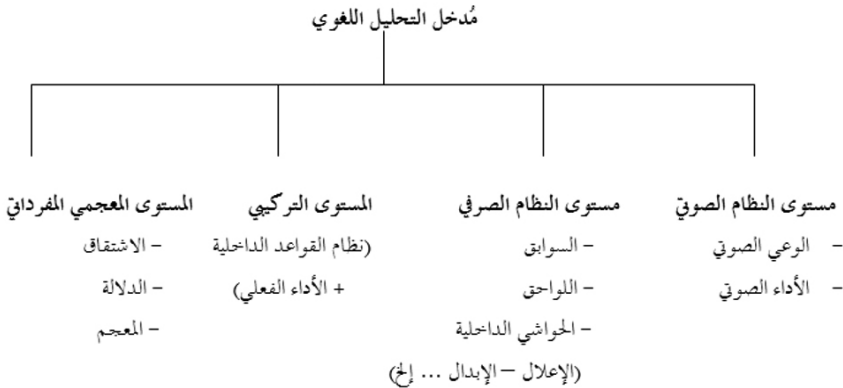 مُدخل التحليل اللغوي
مستوى النظام الصوتيّ
- الوعي الصوتي
- الأداء الصوتيّ
مستوى النظام الصرفي
– السوابق
– اللواحق
– الحواشي الداخلية
(الإعلال – الإبدال ... إلخ)
المستوى التركيبي
(نظام القواعد الداخلية
+ الأداء الفعلي)
المستوى المعجمي المفرداتيّ
– الاشتقاق
– الدلالة
– المعجم